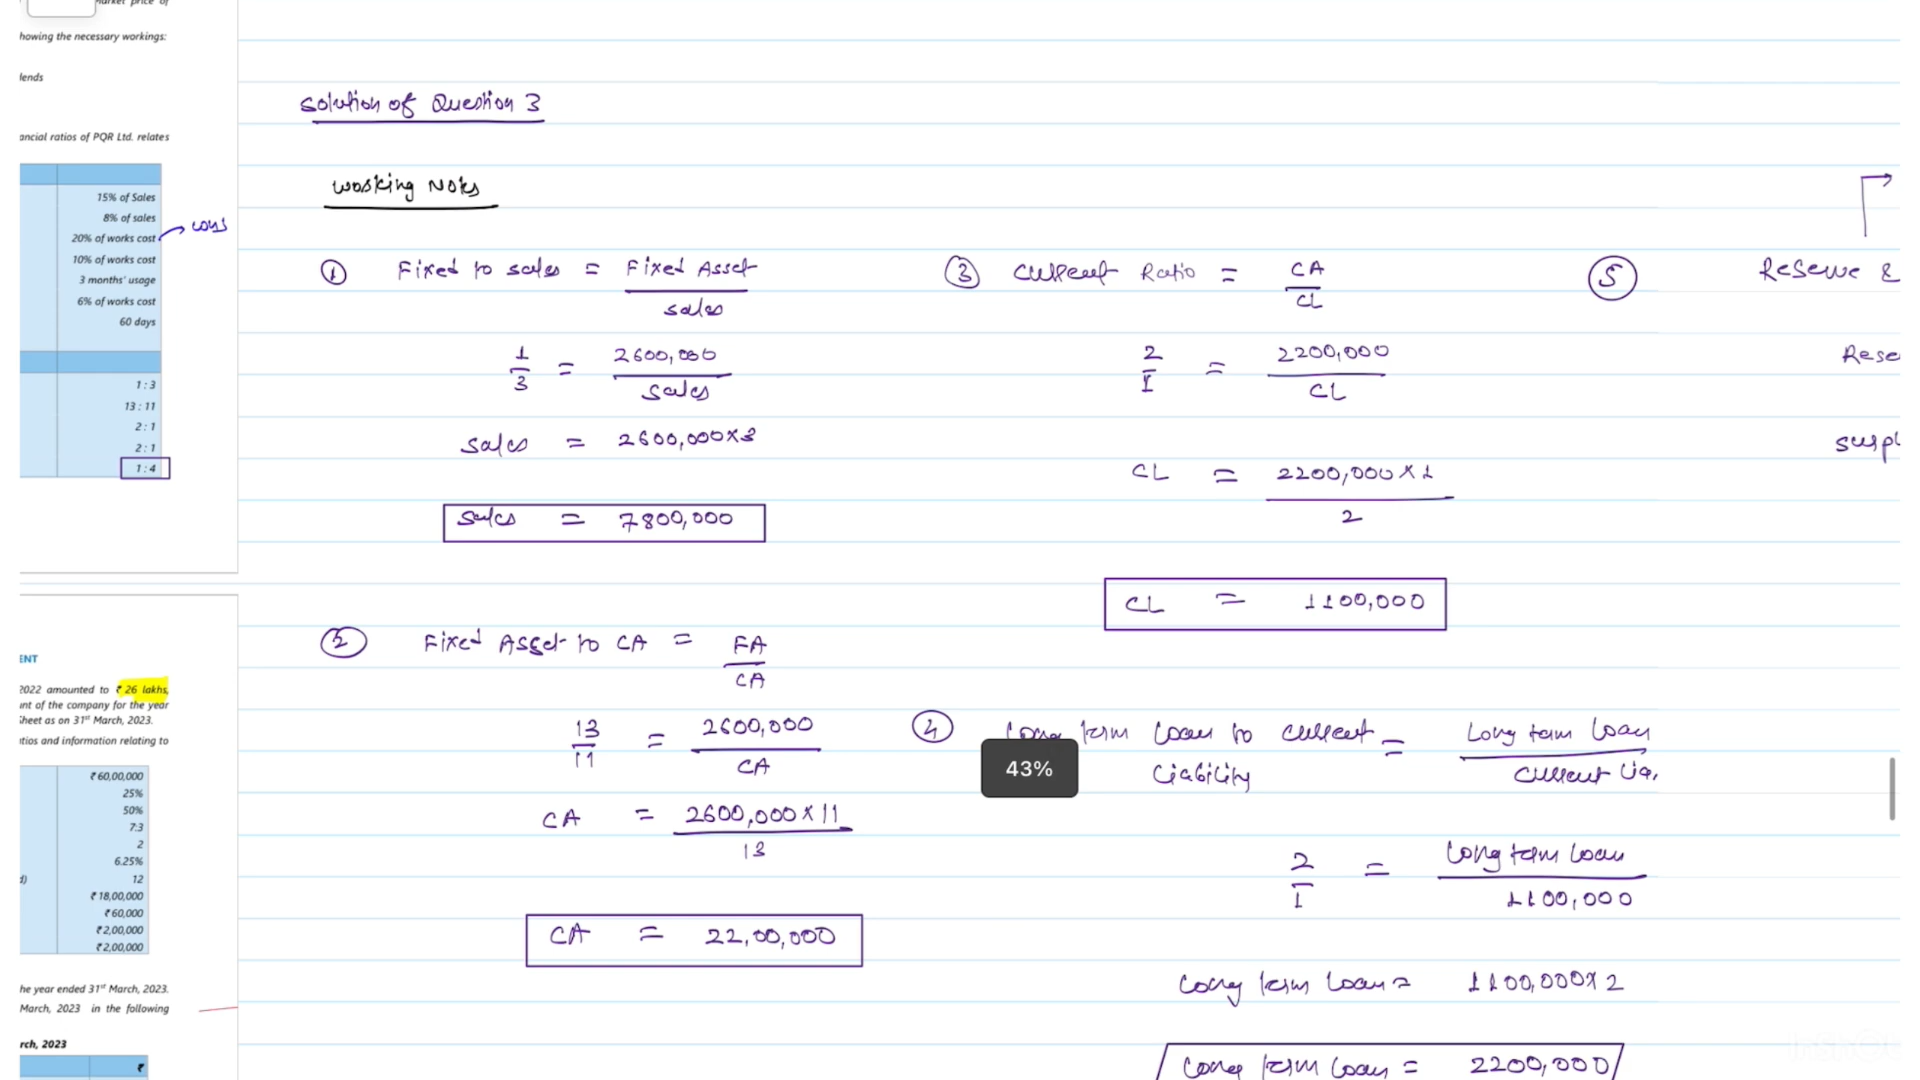 market price of
howing the necessary workings:
lends
ancial ratios of PQR Ltd. relates
15% of Sales
8% of sales
20% of works cost
cons
10% of works cost
3 months' usage
6% of works cost
60 days
1 : 3
13 : 11
2 : 1
2 : 1
1 : 4
ENT
2022 amounted to ₹ 26 lakhs,
unt of the company for the year
Sheet as on 31st March, 2023.
atios and information relating to
₹ 60,00,000
25%
50%
7:3
2
6.25%
d) 12
₹ 18,00,000
₹ 60,000
₹ 2,00,000
₹ 2,00,000
he year ended 31st March, 2023.
March, 2023 in the following
rch, 2023
₹
Solution of Question 3
Working Notes
① Fixed to sales = Fixed Asset
sales
1
3 = 2600,000
Sales
Sales = 2600,000×3
Sales = 7800,000
② Fixed Asset to CA = FA
CA
13
11 = 2600,000
CA
CA = 2600,000×11
13
CA = 22,00,000
③ Current Ratio = CA
CL
2
1 = 2200,000
CL
CL = 2200,000×1
2
CL = 1100,000
④ Long term Loan to current = Long term Loan
Liability Current Lia.
43%
2
1 = Long term Loan
1100,000
Long term Loan = 1100,000×2
Long term Loan = 2200,000
⑤ Reserve &
Rese
Surpl